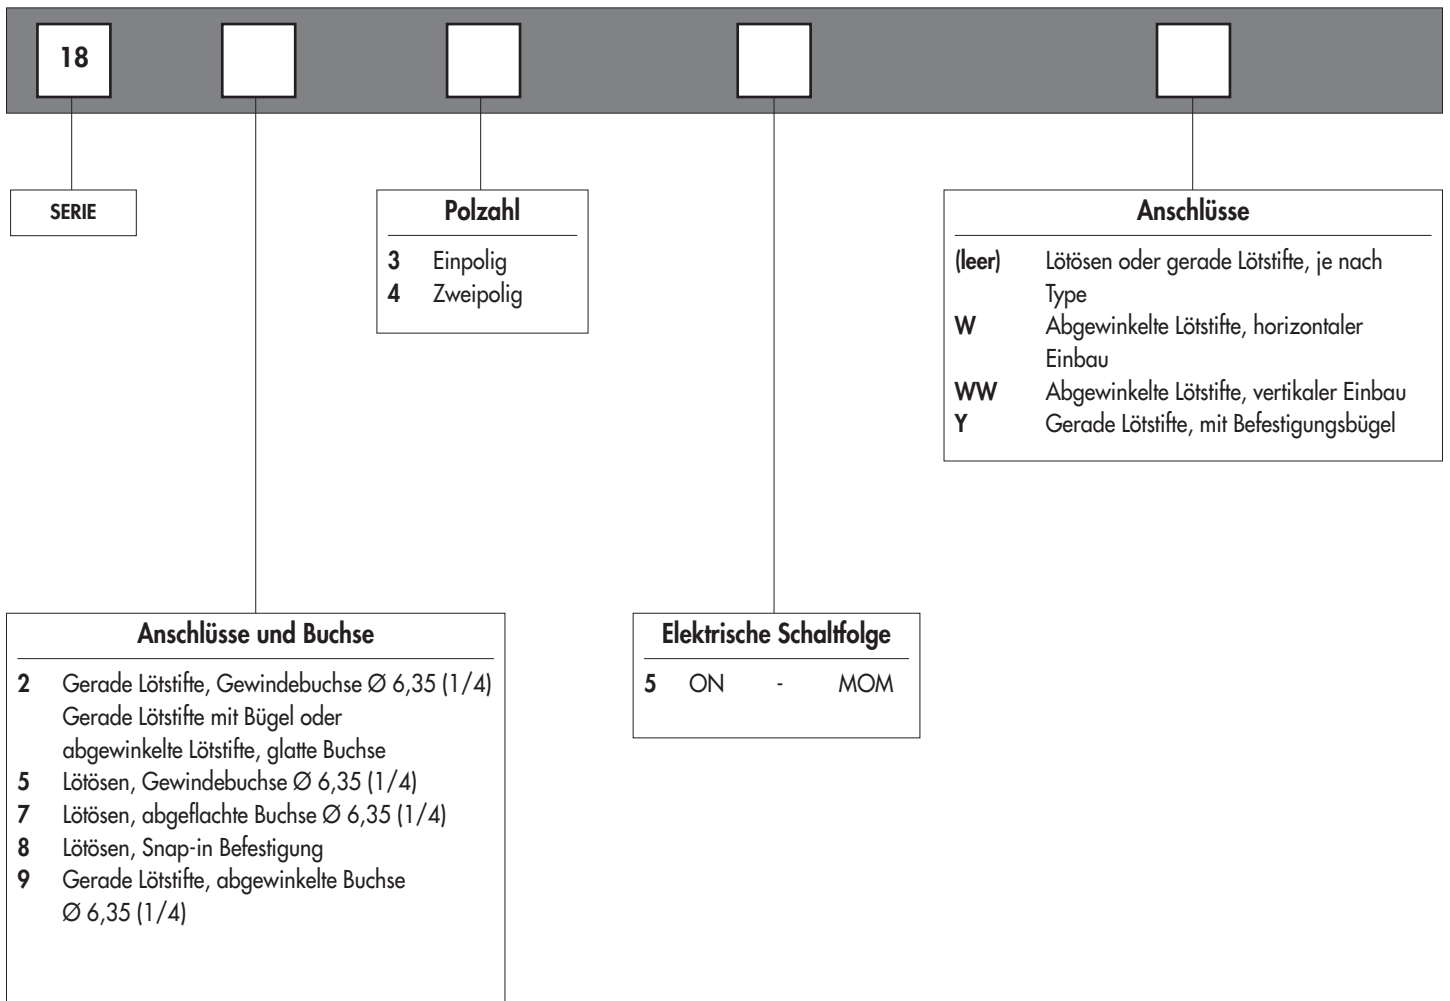 18
SERIE
Polzahl
3 Einpolig
4 Zweipolig
Anschlüsse
(leer) Lötösen oder gerade Lötstifte, je nach
Type
W Abgewinkelte Lötstifte, horizontaler
Einbau
WW Abgewinkelte Lötstifte, vertikaler Einbau
Y Gerade Lötstifte, mit Befestigungsbügel
Anschlüsse und Buchse
2 Gerade Lötstifte, Gewindebuchse Ø 6,35 (1/4)
Gerade Lötstifte mit Bügel oder
abgewinkelte Lötstifte, glatte Buchse
5 Lötösen, Gewindebuchse Ø 6,35 (1/4)
7 Lötösen, abgeflachte Buchse Ø 6,35 (1/4)
8 Lötösen, Snap-in Befestigung
9 Gerade Lötstifte, abgewinkelte Buchse
Ø 6,35 (1/4)
Elektrische Schaltfolge
5 ON - MOM